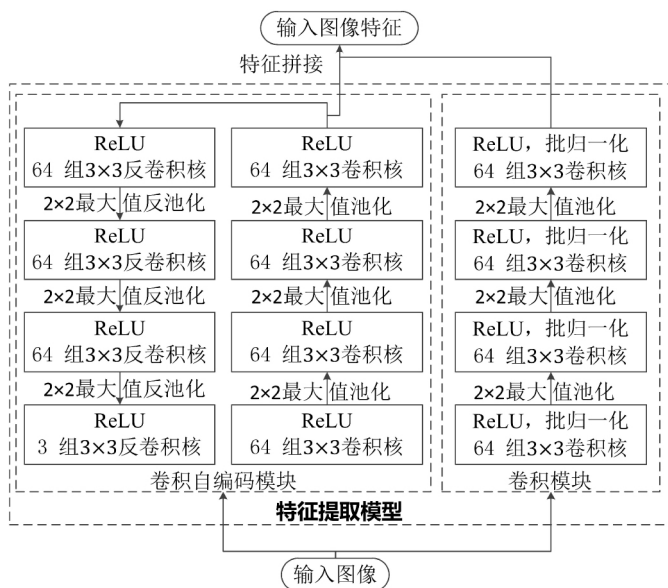 输入图像特征
特征拼接
ReLU
64 组3×3反卷积核
2×2最大值反池化
ReLU
64 组3×3反卷积核
2×2最大值反池化
ReLU
64 组3×3反卷积核
2×2最大值反池化
ReLU
3 组3×3反卷积核
ReLU
64 组3×3卷积核
2×2最大值池化
ReLU
64 组3×3卷积核
2×2最大值池化
ReLU
64 组3×3卷积核
2×2最大值池化
ReLU
64 组3×3卷积核
卷积自编码模块
ReLU，批归一化
64 组3×3卷积核
2×2最大值池化
ReLU，批归一化
64 组3×3卷积核
2×2最大值池化
ReLU，批归一化
64 组3×3卷积核
2×2最大值池化
ReLU，批归一化
64 组3×3卷积核
卷积模块
特征提取模型
输入图像